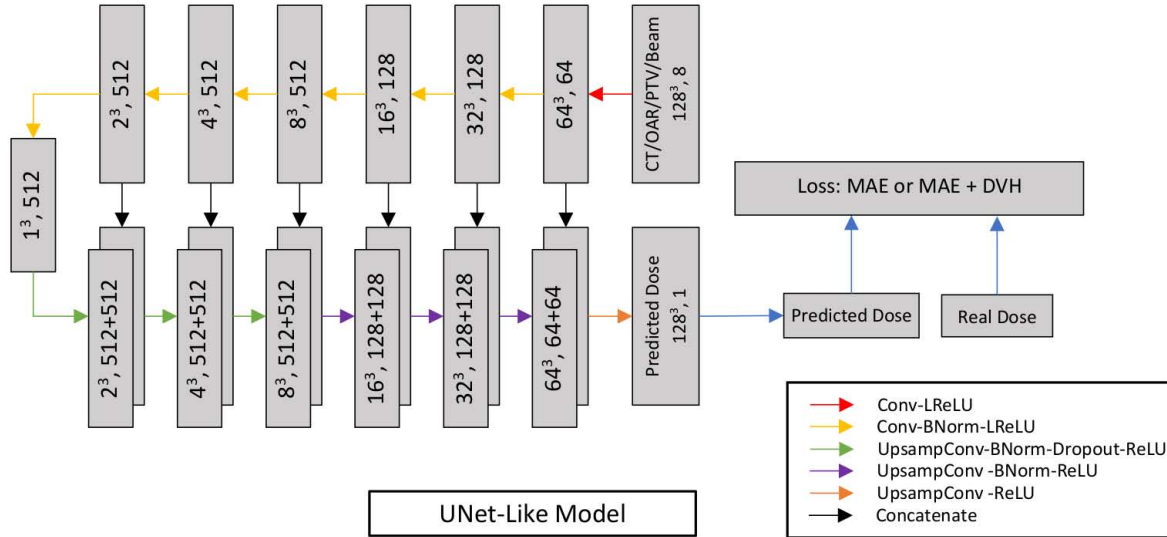 2³, 512
4³, 512
8³, 512
16³, 128
32³, 128
64³, 64
CT/OAR/PTV/Beam
128³, 8
1³, 512
Loss: MAE or MAE + DVH
2³, 512+512
4³, 512+512
8³, 512+512
16³, 128+128
32³, 128+128
64³, 64+64
Predicted Dose
128³, 1
Predicted Dose
Real Dose
Conv-LReLU
Conv-BNorm-LReLU
UpsampConv-BNorm-Dropout-ReLU
UpsampConv -BNorm-ReLU
UpsampConv -ReLU
Concatenate
UNet-Like Model